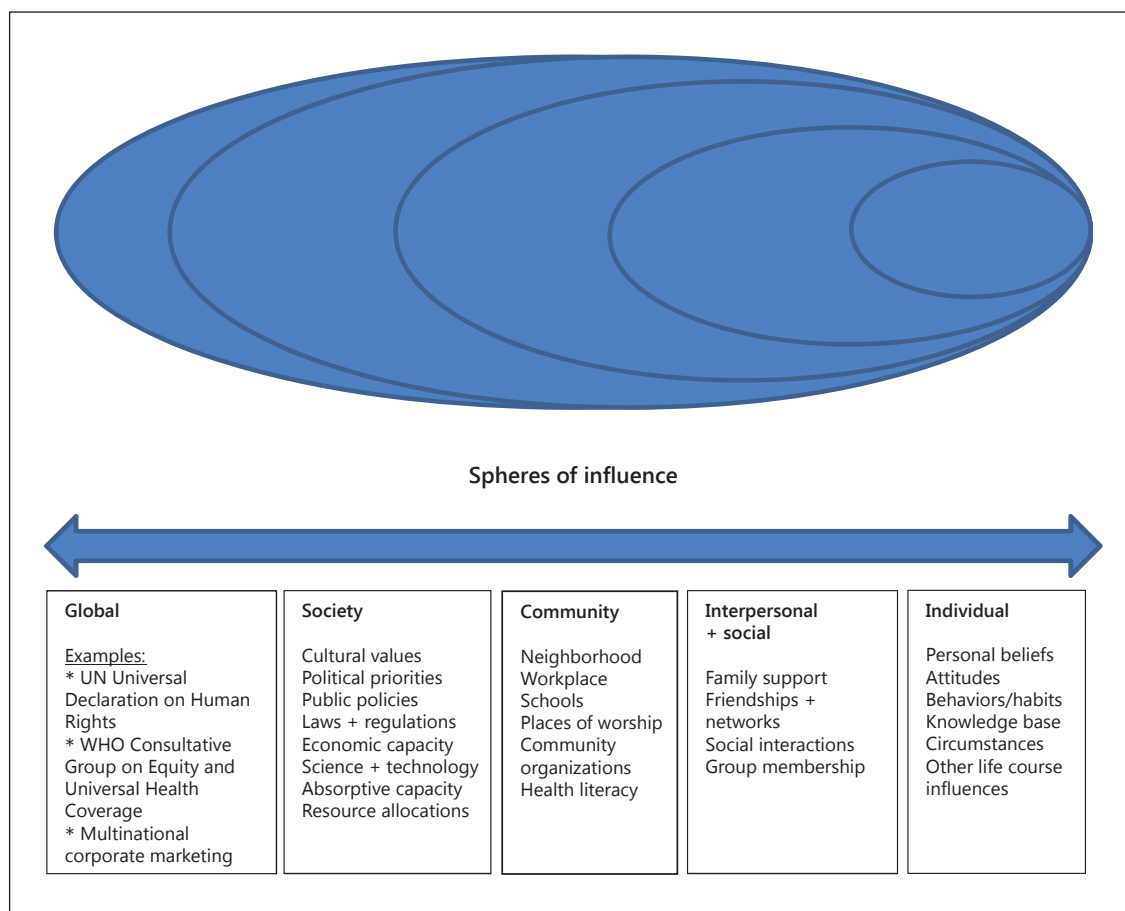 Spheres of influence
Global
Examples:
* UN Universal
Declaration on Human
Rights
* WHO Consultative
Group on Equity and
Universal Health
Coverage
* Multinational
corporate marketing
Society
Cultural values
Political priorities
Public policies
Laws + regulations
Economic capacity
Science + technology
Absorptive capacity
Resource allocations
Community
Neighborhood
Workplace
Schools
Places of worship
Community
organizations
Health literacy
Interpersonal
+ social
Family support
Friendships +
networks
Social interactions
Group membership
Individual
Personal beliefs
Attitudes
Behaviors/habits
Knowledge base
Circumstances
Other life course
influences